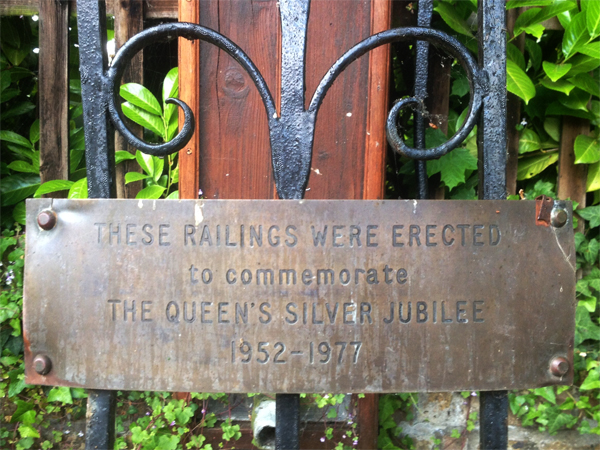 THESE RAILINGS WERE ERECTED
to commemorate
THE QUEEN'S SILVER JUBILEE
1952-1977